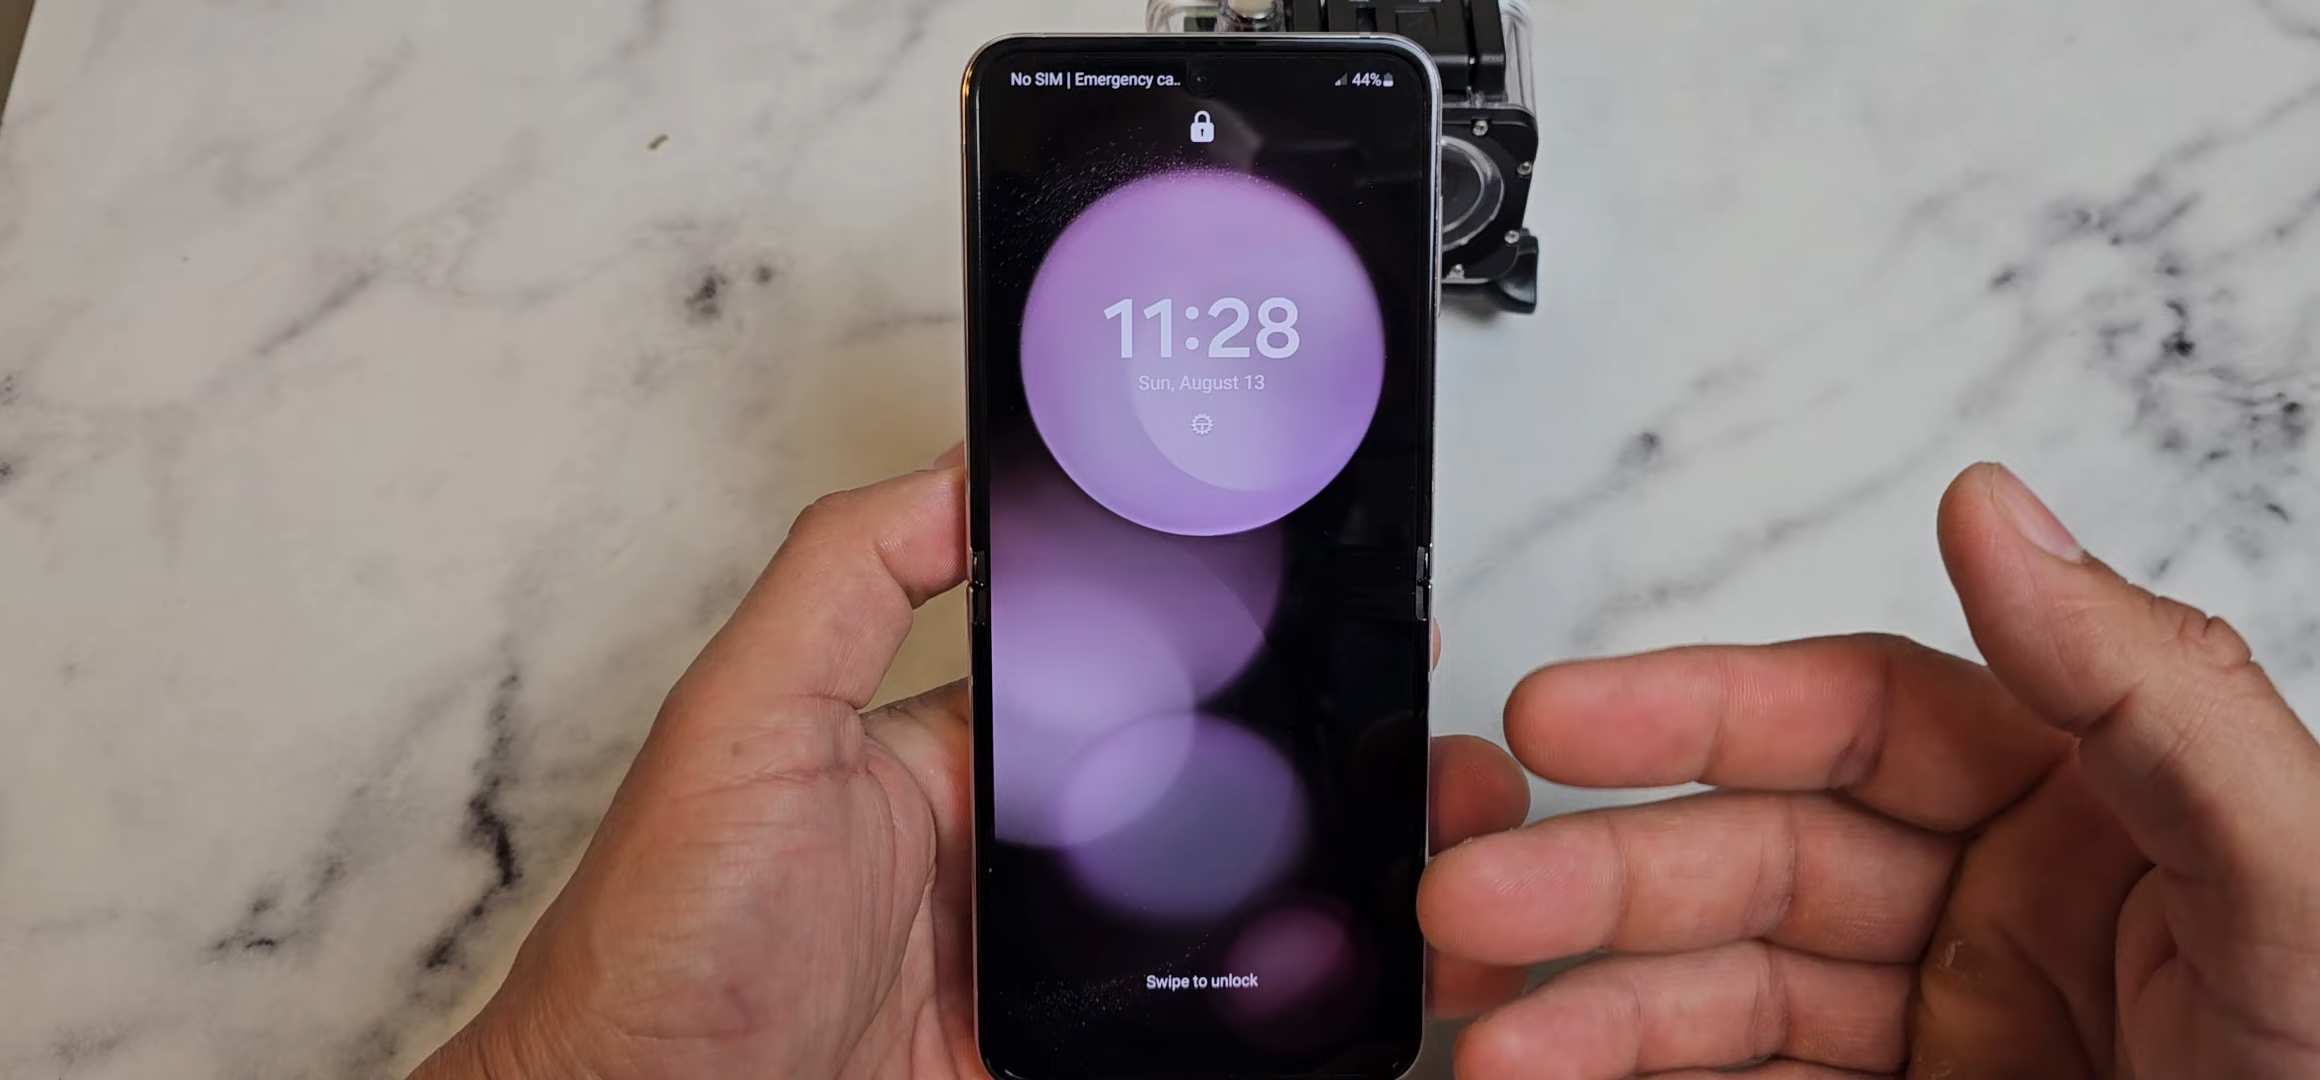 No SIM | Emergency ca..
44%
11:28
Sun, August 13
Swipe to unlock